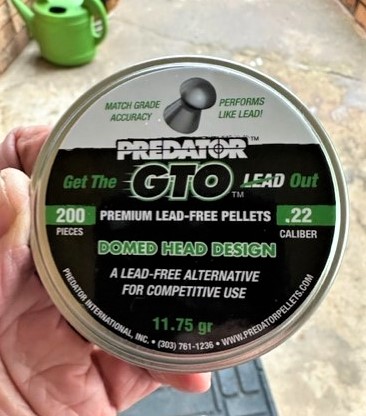 MATCH GRADE
ACCURACY
PERFORMS
LIKE LEAD!
PREDATOR™
Get The GTO™ LEAD Out
200
PIECES
PREMIUM LEAD-FREE PELLETS
.22
CALIBER
DOMED HEAD DESIGN
A LEAD-FREE ALTERNATIVE
FOR COMPETITIVE USE
11.75 gr
PREDATOR INTERNATIONAL, INC. • (303) 761-1236 • WWW.PREDATORPELLETS.COM